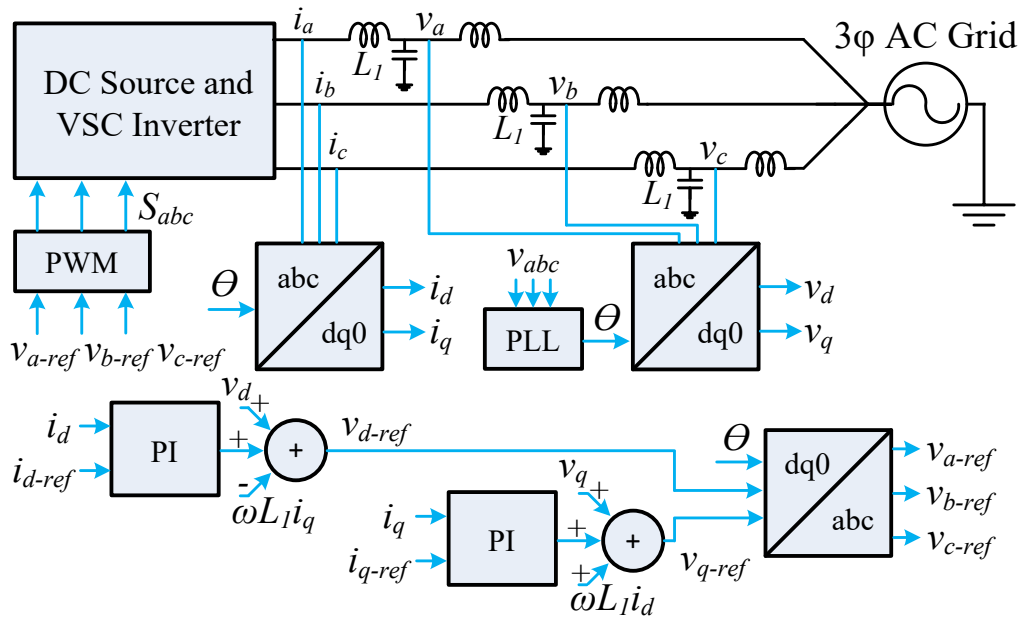 i_a
v_a
3φ AC Grid
DC Source and
VSC Inverter
L_1
i_b
v_b
L_1
i_c
v_c
L_1
S_abc
PWM
v_a-ref v_b-ref v_c-ref
Θ
abc
dq0
i_d
i_q
v_abc
PLL
Θ
abc
dq0
v_d
v_q
i_d
i_d-ref
PI
+
v_d
+
-
ωL_1i_q
+
v_d-ref
i_q
i_q-ref
PI
+
v_q
+
+
ωL_1i_d
+
v_q-ref
Θ
dq0
abc
v_a-ref
v_b-ref
v_c-ref